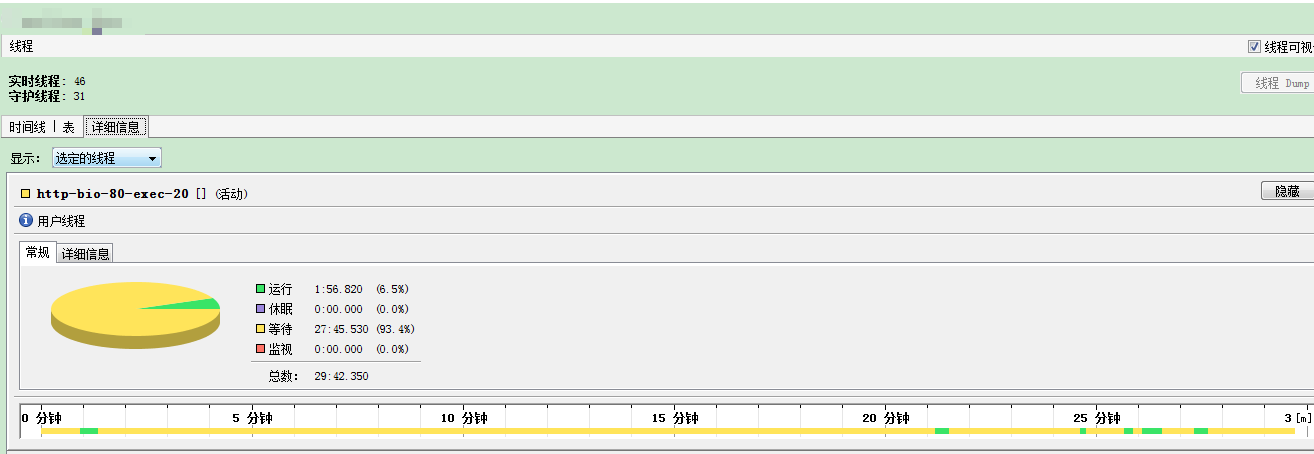 线程
线程可视
实时线程: 46
线程 Dump
守护线程: 31
时间线 表 详细信息
显示: 选定的线程
http-bio-80-exec-20 [] (活动)
隐藏
用户线程
常规 详细信息
运行 1:56.820 (6.5%)
休眠 0:00.000 (0.0%)
等待 27:45.530 (93.4%)
监视 0:00.000 (0.0%)
总数: 29:42.350
0 分钟 5 分钟 10 分钟 15 分钟 20 分钟 25 分钟 3 [m]